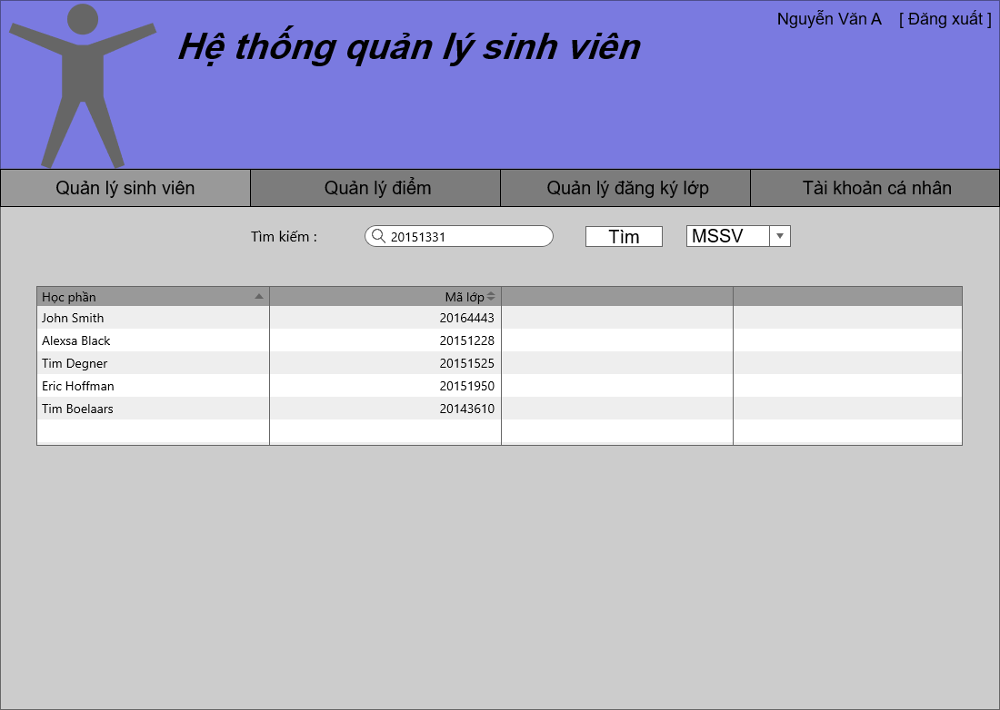 Nguyễn Văn A [ Đăng xuất ]
Hệ thống quản lý sinh viên
Quản lý sinh viên Quản lý điểm Quản lý đăng ký lớp Tài khoản cá nhân
Tìm kiếm : 20151331 Tìm MSSV
Học phần Mã lớp
John Smith 20164443
Alexsa Black 20151228
Tim Degner 20151525
Eric Hoffman 20151950
Tim Boelaars 20143610